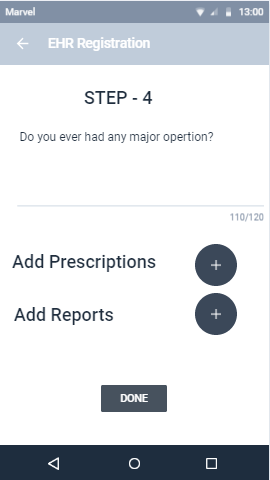 Marvel 13:00
EHR Registration
STEP - 4
Do you ever had any major opertion?
110/120
Add Prescriptions
Add Reports
DONE